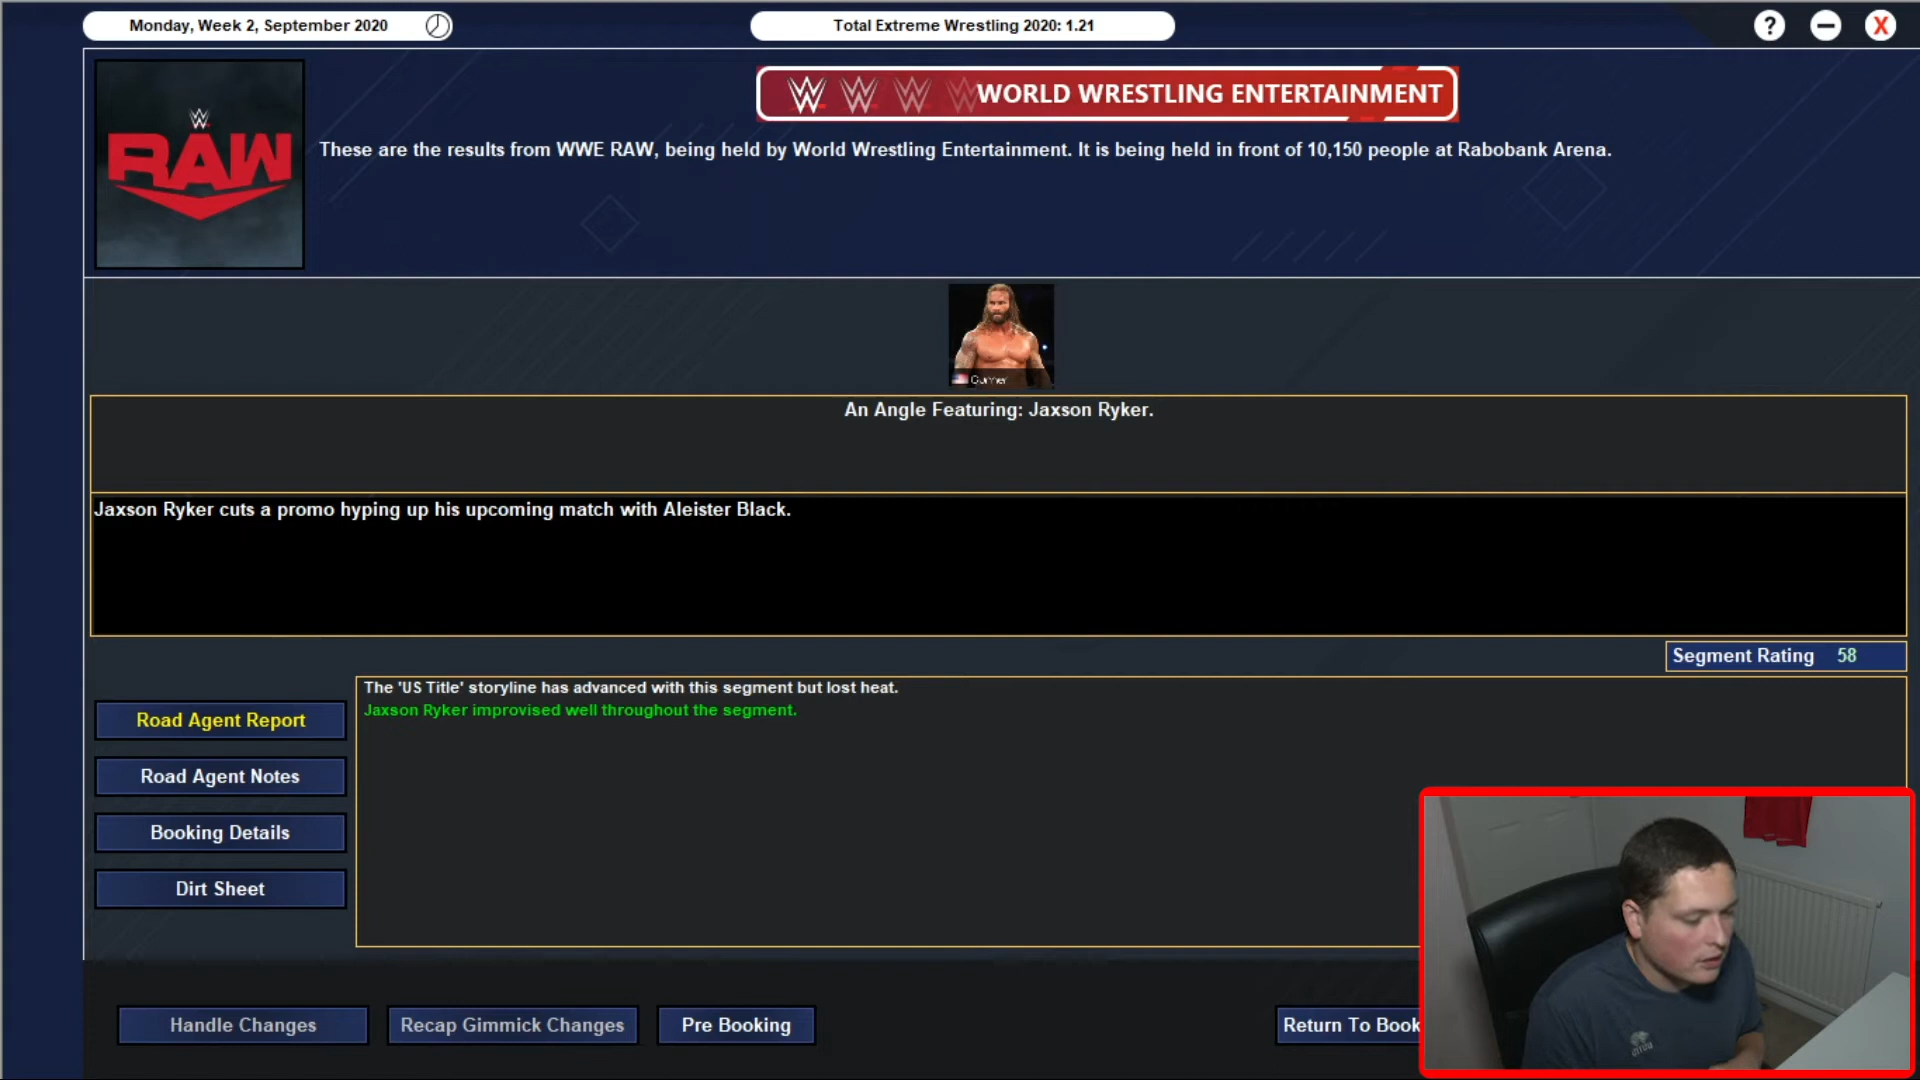 Monday, Week 2, September 2020
Total Extreme Wrestling 2020: 1.21
?
X
WORLD WRESTLING ENTERTAINMENT
RAW
These are the results from WWE RAW, being held by World Wrestling Entertainment. It is being held in front of 10,150 people at Rabobank Arena.
Gunner
An Angle Featuring: Jaxson Ryker.
Jaxson Ryker cuts a promo hyping up his upcoming match with Aleister Black.
Segment Rating 58
The 'US Title' storyline has advanced with this segment but lost heat.
Jaxson Ryker improvised well throughout the segment.
Road Agent Report
Road Agent Notes
Booking Details
Dirt Sheet
Handle Changes
Recap Gimmick Changes
Pre Booking
Return To Book